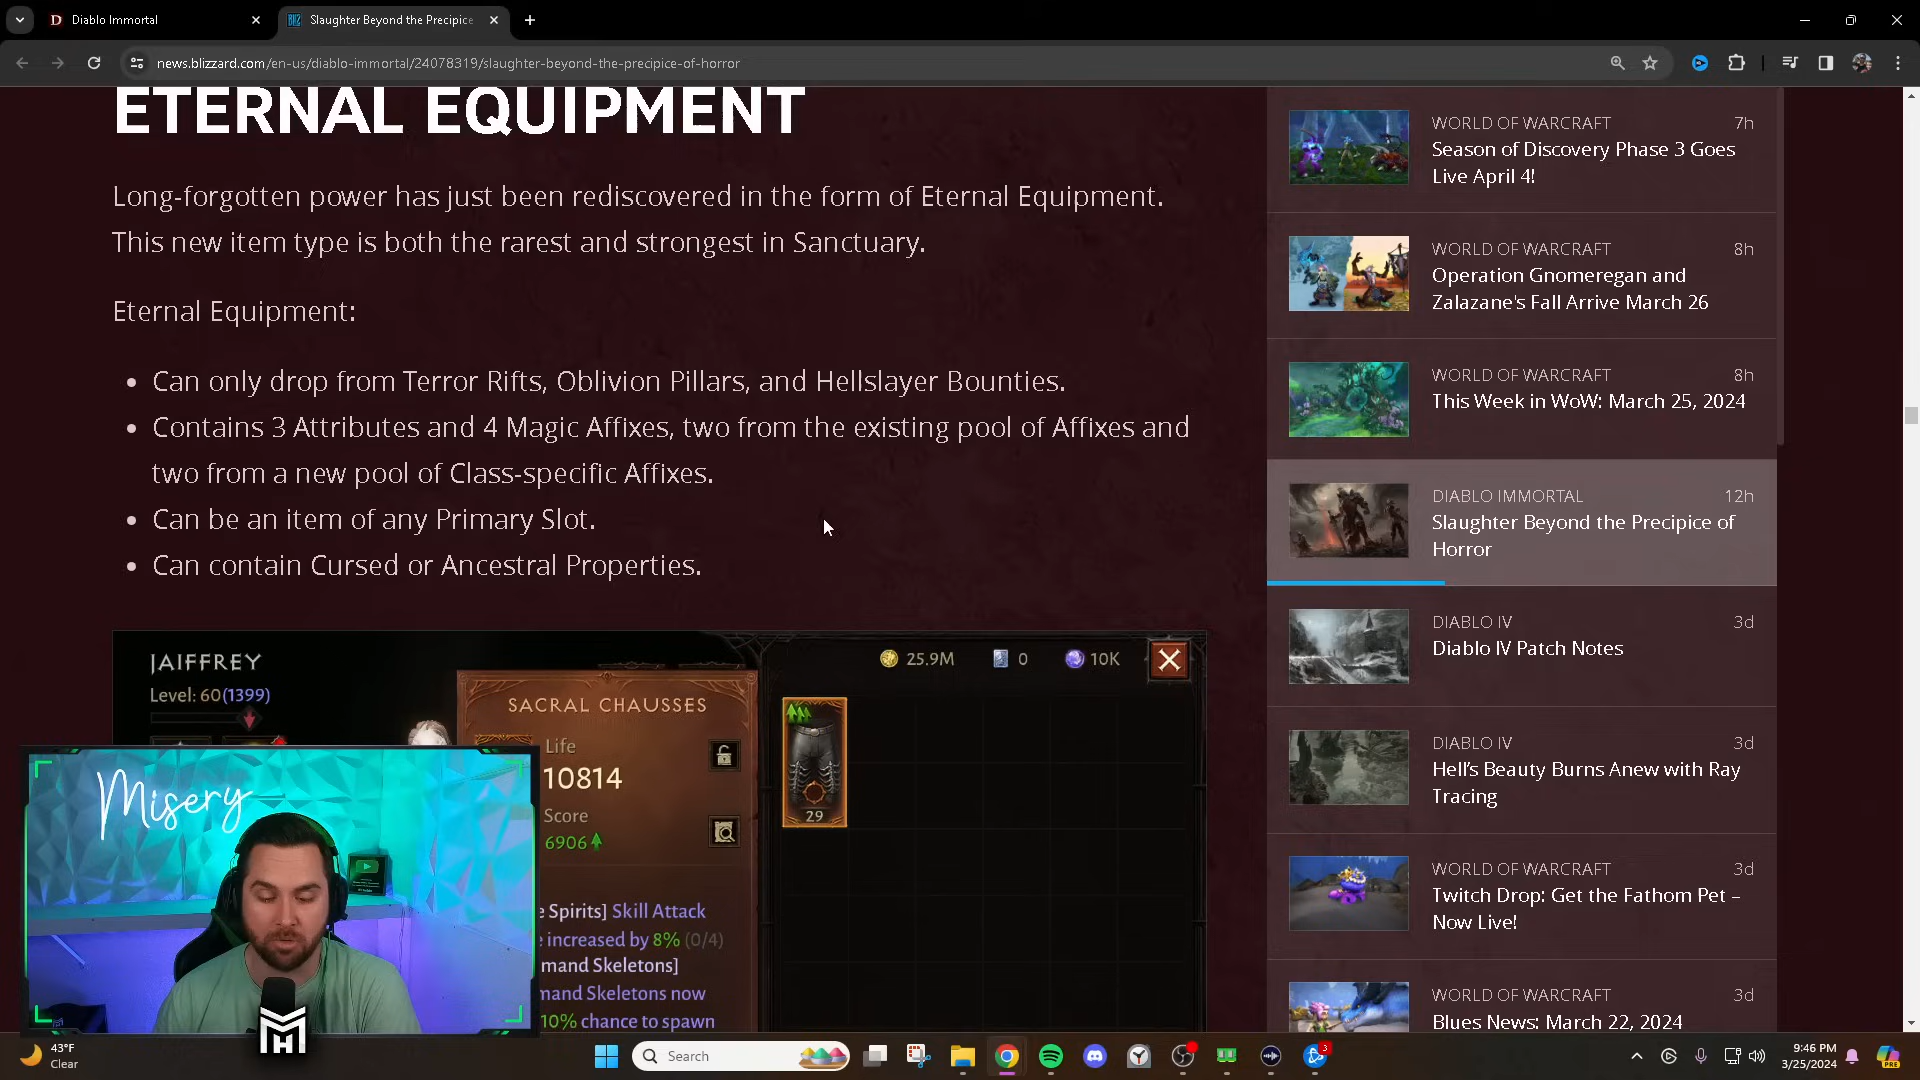 Diablo Immortal
Slaughter Beyond the Precipice
news.blizzard.com/en-us/diablo-immortal/24078319/slaughter-beyond-the-precipice-of-horror
ETERNAL EQUIPMENT
Long-forgotten power has just been rediscovered in the form of Eternal Equipment.
This new item type is both the rarest and strongest in Sanctuary.
Eternal Equipment:
• Can only drop from Terror Rifts, Oblivion Pillars, and Hellslayer Bounties.
• Contains 3 Attributes and 4 Magic Affixes, two from the existing pool of Affixes and
two from a new pool of Class-specific Affixes.
• Can be an item of any Primary Slot.
• Can contain Cursed or Ancestral Properties.
JAIFFREY
Level: 60(1399)
SACRAL CHAUSSES
Life
10814
Score
6906
e Spirits] Skill Attack
e increased by 8% (0/4)
mand Skeletons]
mand Skeletons now
10% chance to spawn
25.9M
0
10K
29
Misery
WORLD OF WARCRAFT 7h
Season of Discovery Phase 3 Goes
Live April 4!
WORLD OF WARCRAFT 8h
Operation Gnomeregan and
Zalazane's Fall Arrive March 26
WORLD OF WARCRAFT 8h
This Week in WoW: March 25, 2024
DIABLO IMMORTAL 12h
Slaughter Beyond the Precipice of
Horror
DIABLO IV 3d
Diablo IV Patch Notes
DIABLO IV 3d
Hell's Beauty Burns Anew with Ray
Tracing
WORLD OF WARCRAFT 3d
Twitch Drop: Get the Fathom Pet –
Now Live!
WORLD OF WARCRAFT 3d
Blues News: March 22, 2024
43°F
Clear
Search
3
9:46 PM
3/25/2024
PRE